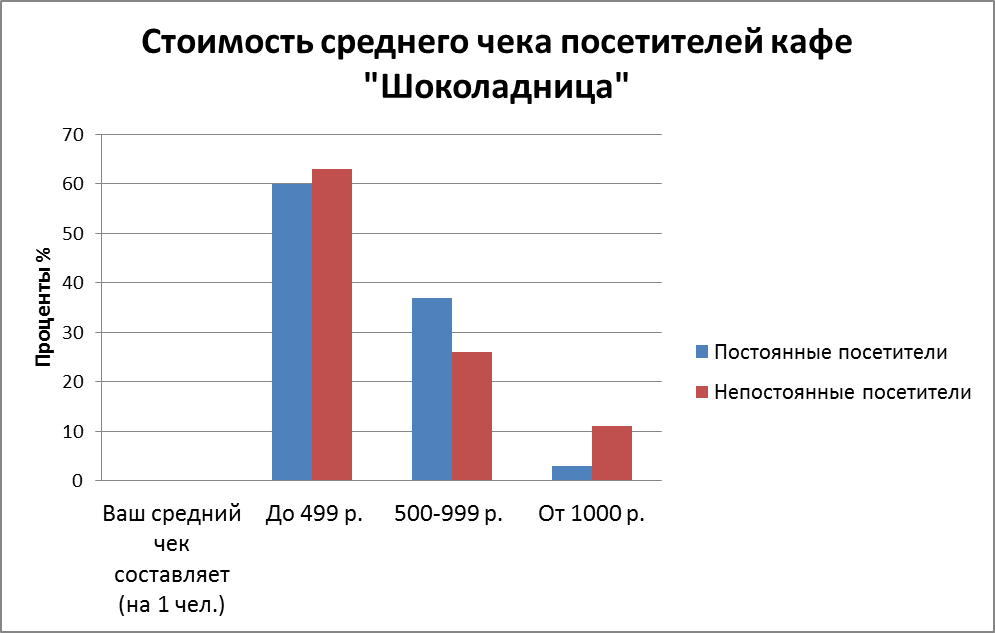 Стоимость среднего чека посетителей кафе
"Шоколадница"
Проценты %
70
60
50
40
30
20
10
0
Ваш средний
чек
составляет
(на 1 чел.)
До 499 р.
500-999 р.
От 1000 р.
Постоянные посетители
Непостоянные посетители